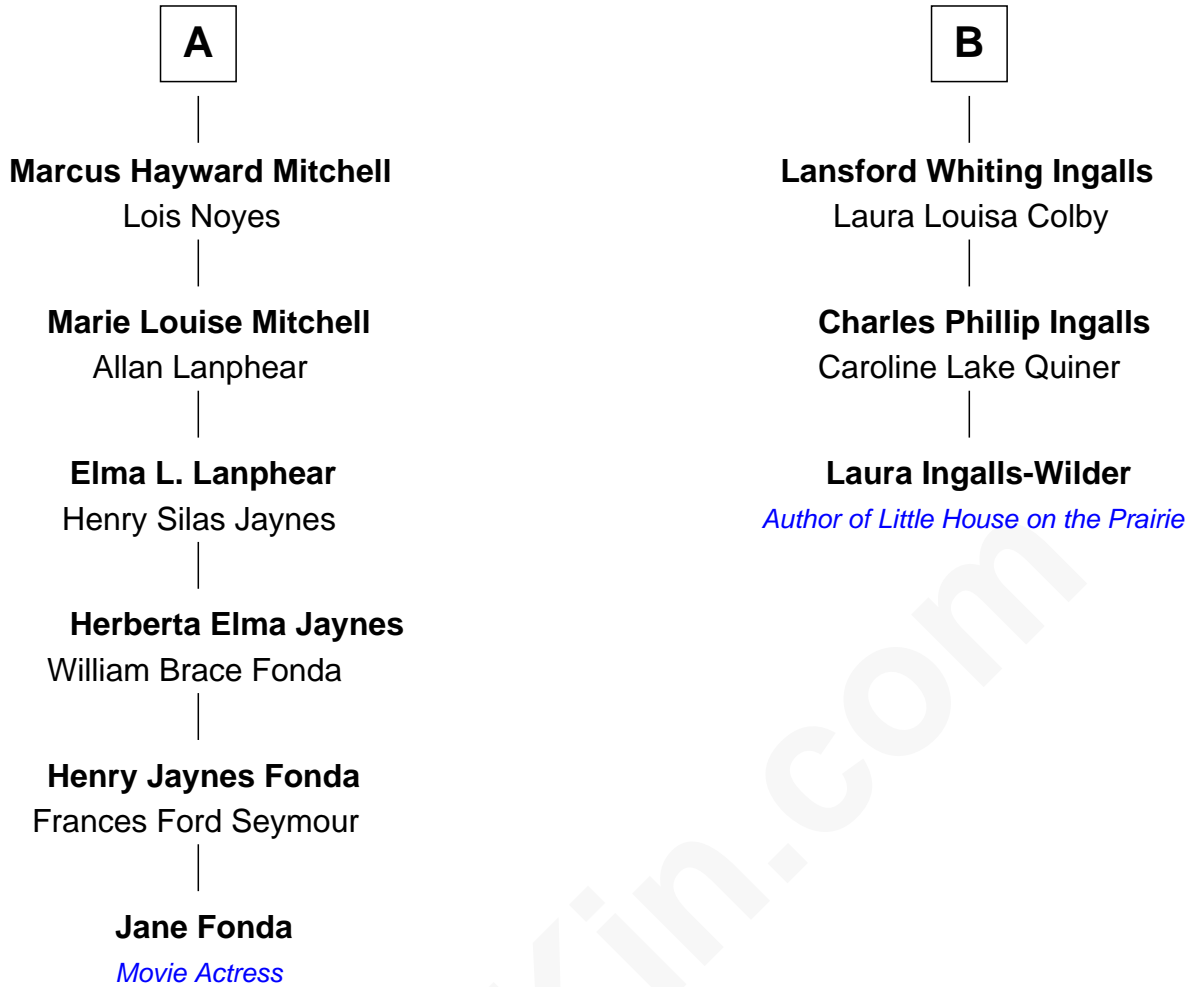 A
Marcus Hayward Mitchell
Lois Noyes
Marie Louise Mitchell
Allan Lanphear
Elma L. Lanphear
Henry Silas Jaynes
Herberta Elma Jaynes
William Brace Fonda
Henry Jaynes Fonda
Frances Ford Seymour
Jane Fonda
Movie Actress
B
Lansford Whiting Ingalls
Laura Louisa Colby
Charles Phillip Ingalls
Caroline Lake Quiner
Laura Ingalls-Wilder
Author of Little House on the Prairie
Kin.com